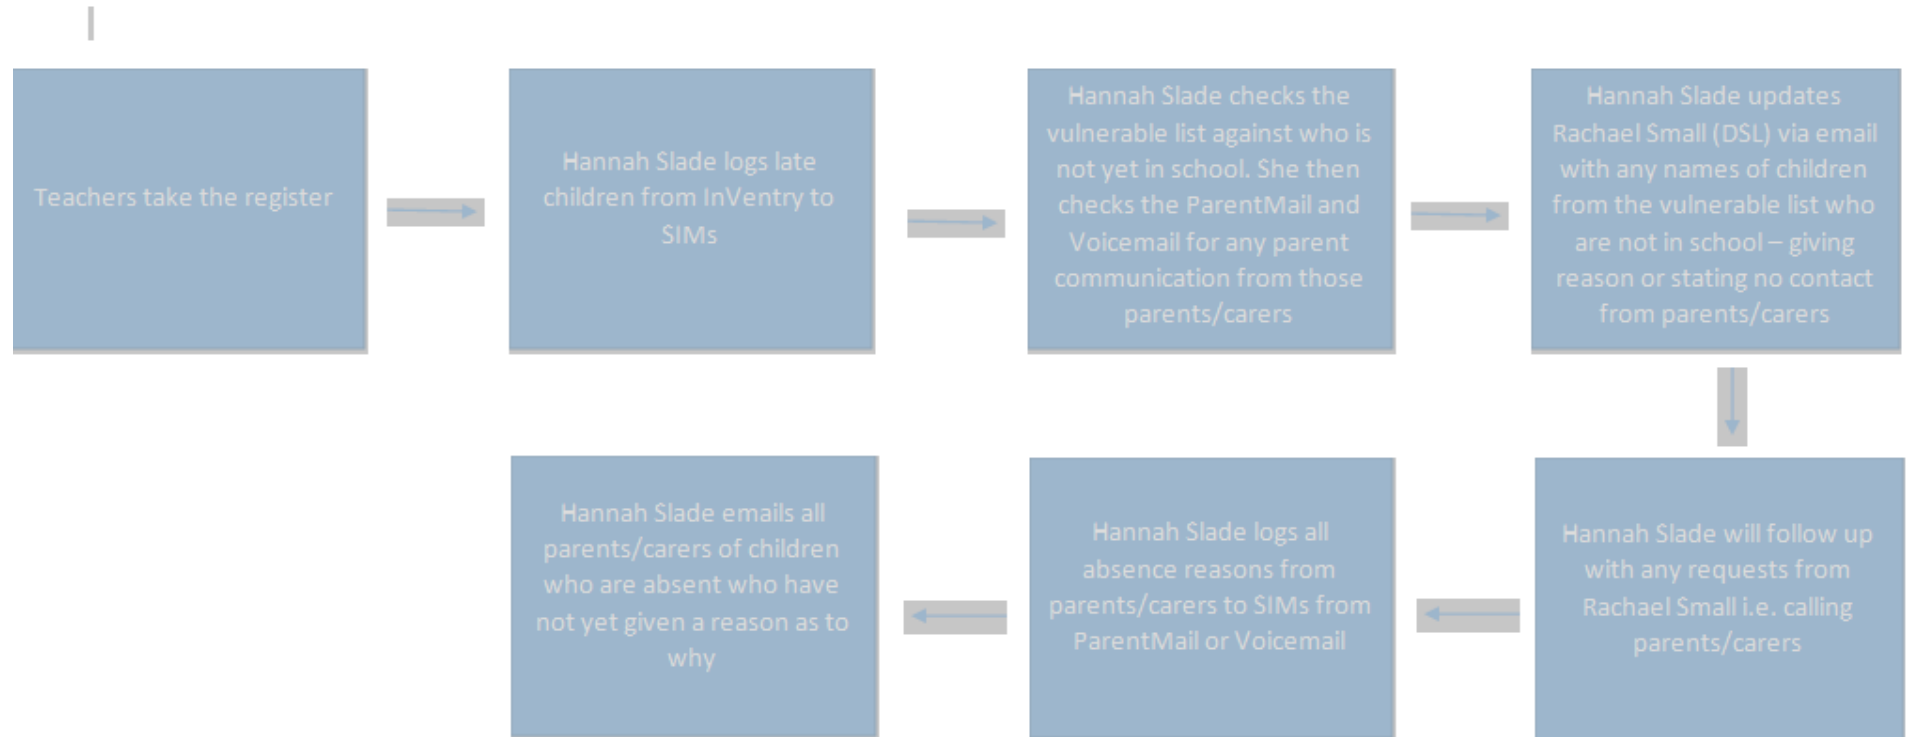 Teachers take the register
Hannah Slade logs late
children from InVentry to
SIMs
Hannah Slade checks the
vulnerable list against who is
not yet in school. She then
checks the ParentMail and
Voicemail for any parent
communication from those
parents/carers
Hannah Slade updates
Rachael Small (DSL) via email
with any names of children
from the vulnerable list who
are not in school – giving
reason or stating no contact
from parents/carers
Hannah Slade will follow up
with any requests from
Rachael Small i.e. calling
parents/carers
Hannah Slade logs all
absence reasons from
parents/carers to SIMs from
ParentMail or Voicemail
Hannah Slade emails all
parents/carers of children
who are absent who have
not yet given a reason as to
why